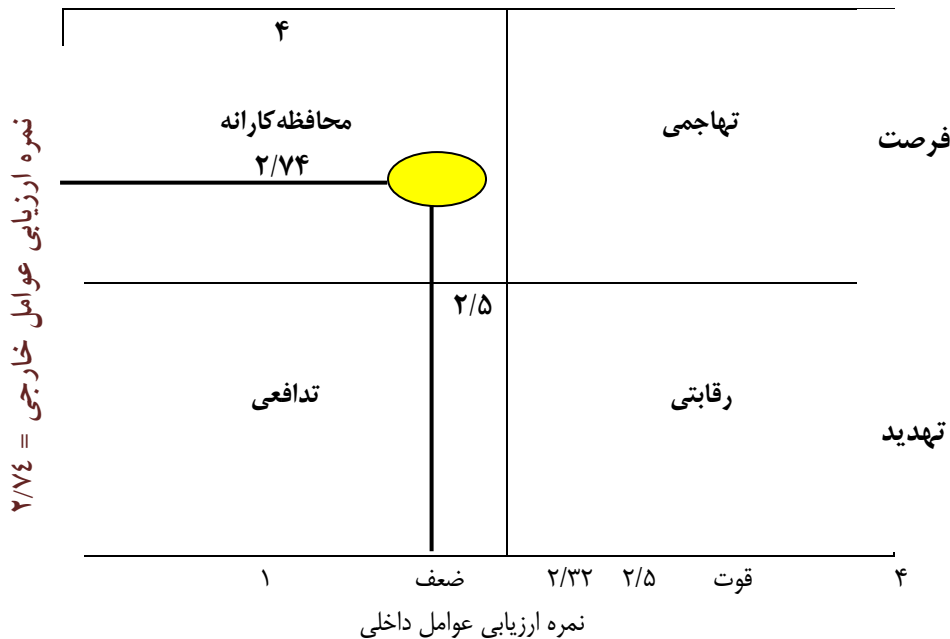 ۴
تهاجمی
محافظه‌کارانه
فرصت
۲/۷۴
نمره ارزیابی عوامل خارجی = ۲/۷٤
۲/۵
رقابتی
تدافعی
تهدید
۱ ضعف ۲/۳۲ ۲/۵ قوت ۴
نمره ارزیابی عوامل داخلی